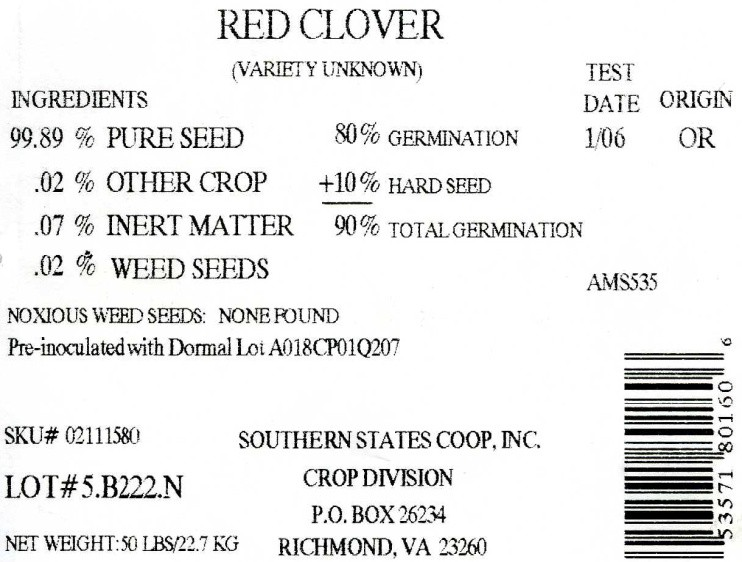 RED CLOVER
(VARIETY UNKNOWN)
TEST
INGREDIENTS DATE ORIGIN
99.89 % PURE SEED 80% GERMINATION 1/06 OR
.02 % OTHER CROP +10% HARD SEED
.07 % INERT MATTER 90% TOTAL GERMINATION
.02 % WEED SEEDS
AMS535
NOXIOUS WEED SEEDS: NONE FOUND
Pre-inoculated with Dormal Lot A018CP01Q207
SKU# 02111580 SOUTHERN STATES COOP, INC.
LOT#5.B222.N CROP DIVISION
P.O. BOX 26234
NET WEIGHT:50 LBS/22.7 KG RICHMOND, VA 23260
53571 80160 6